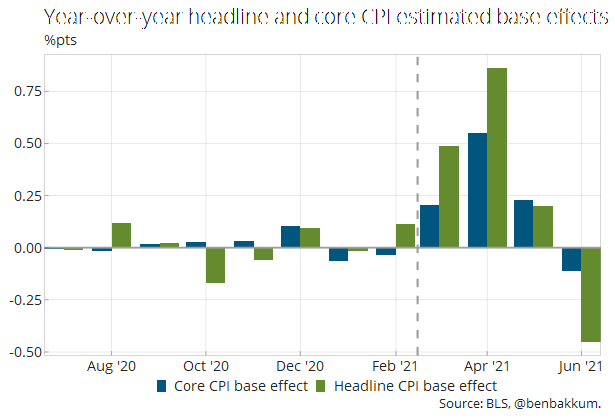 Year-over-year headline and core CPI estimated base effects
%pts
0.75
0.50
0.25
0.00
-0.25
-0.50
Aug '20 Oct '20 Dec '20 Feb '21 Apr '21 Jun '21
Core CPI base effect Headline CPI base effect
Source: BLS, @benbakkum.